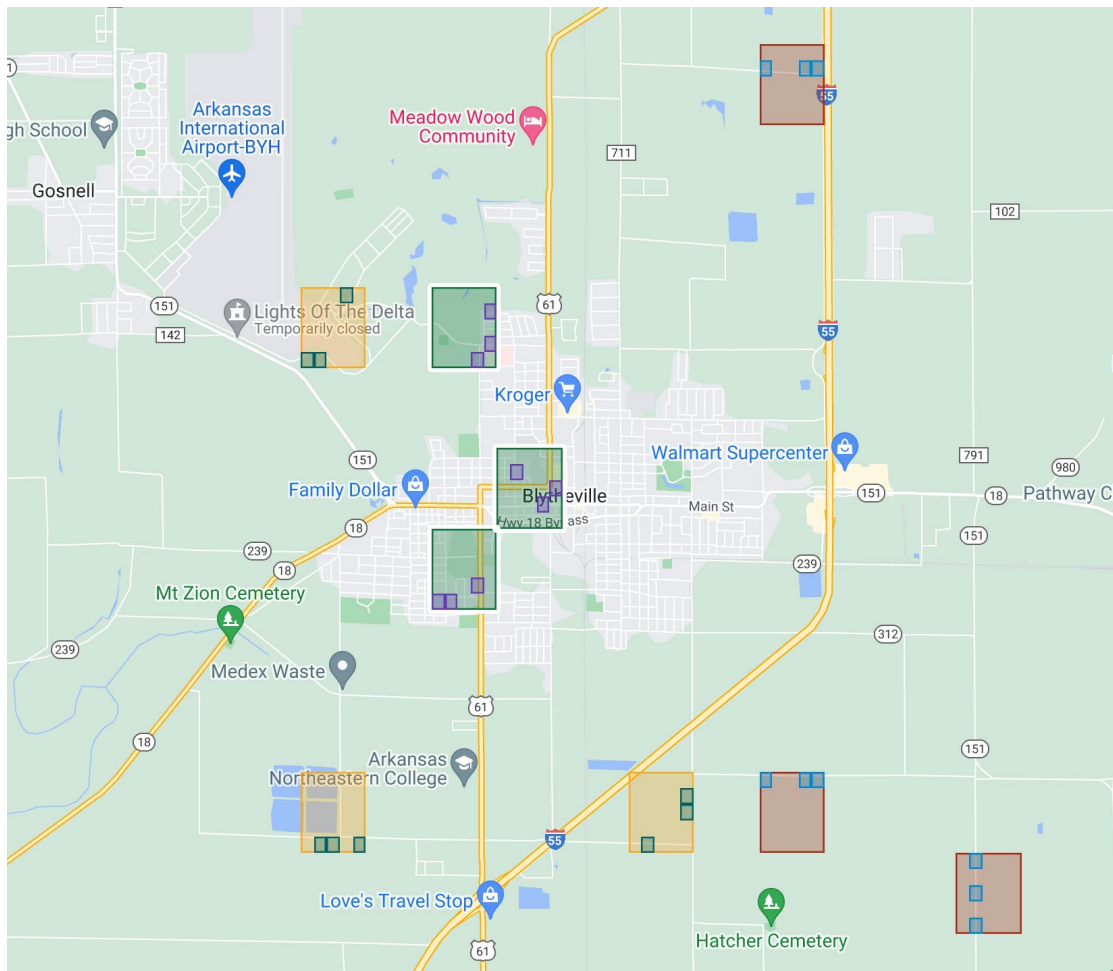 55
1
Arkansas
International
Airport-BYH
Meadow Wood
Community
gh School
711
Gosnell
102
151
Lights Of The Delta
Temporarily closed
142
61
55
Kroger
Walmart Supercenter
151
791
980
Family Dollar
Blytheville
151
18
Pathway C
Main St
18
Hwy 18 Bypass
151
239
18
239
Mt Zion Cemetery
312
239
Medex Waste
61
18
151
Arkansas
Northeastern College
55
Love's Travel Stop
Hatcher Cemetery
61